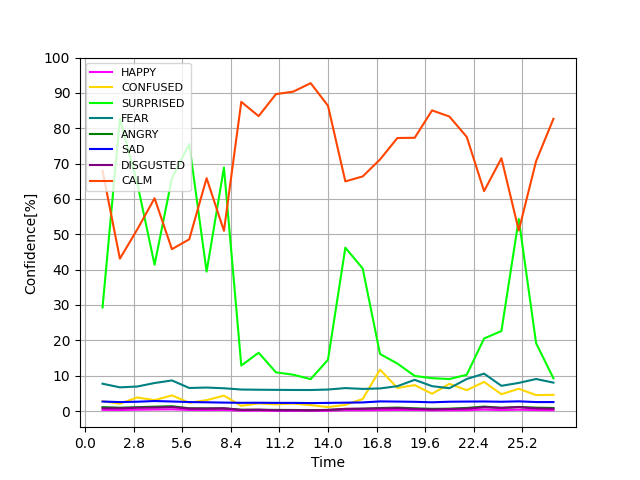 HAPPY
CONFUSED
SURPRISED
FEAR
ANGRY
SAD
DISGUSTED
CALM
100
90
80
70
60
50
40
30
20
10
0
Confidence[%]
0.0 2.8 5.6 8.4 11.2 14.0 16.8 19.6 22.4 25.2
Time